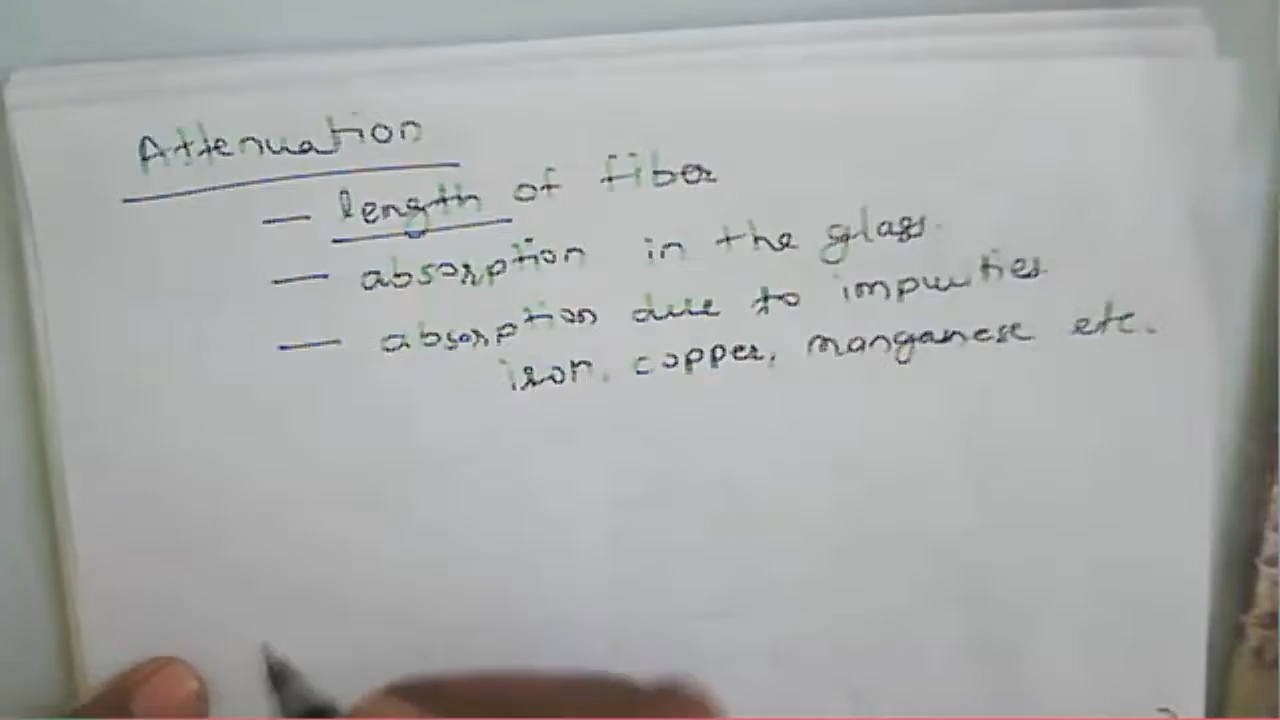 Attenuation
— length of fiber
— absorption in the glass.
— absorption due to impurities
iron, copper, manganese etc.